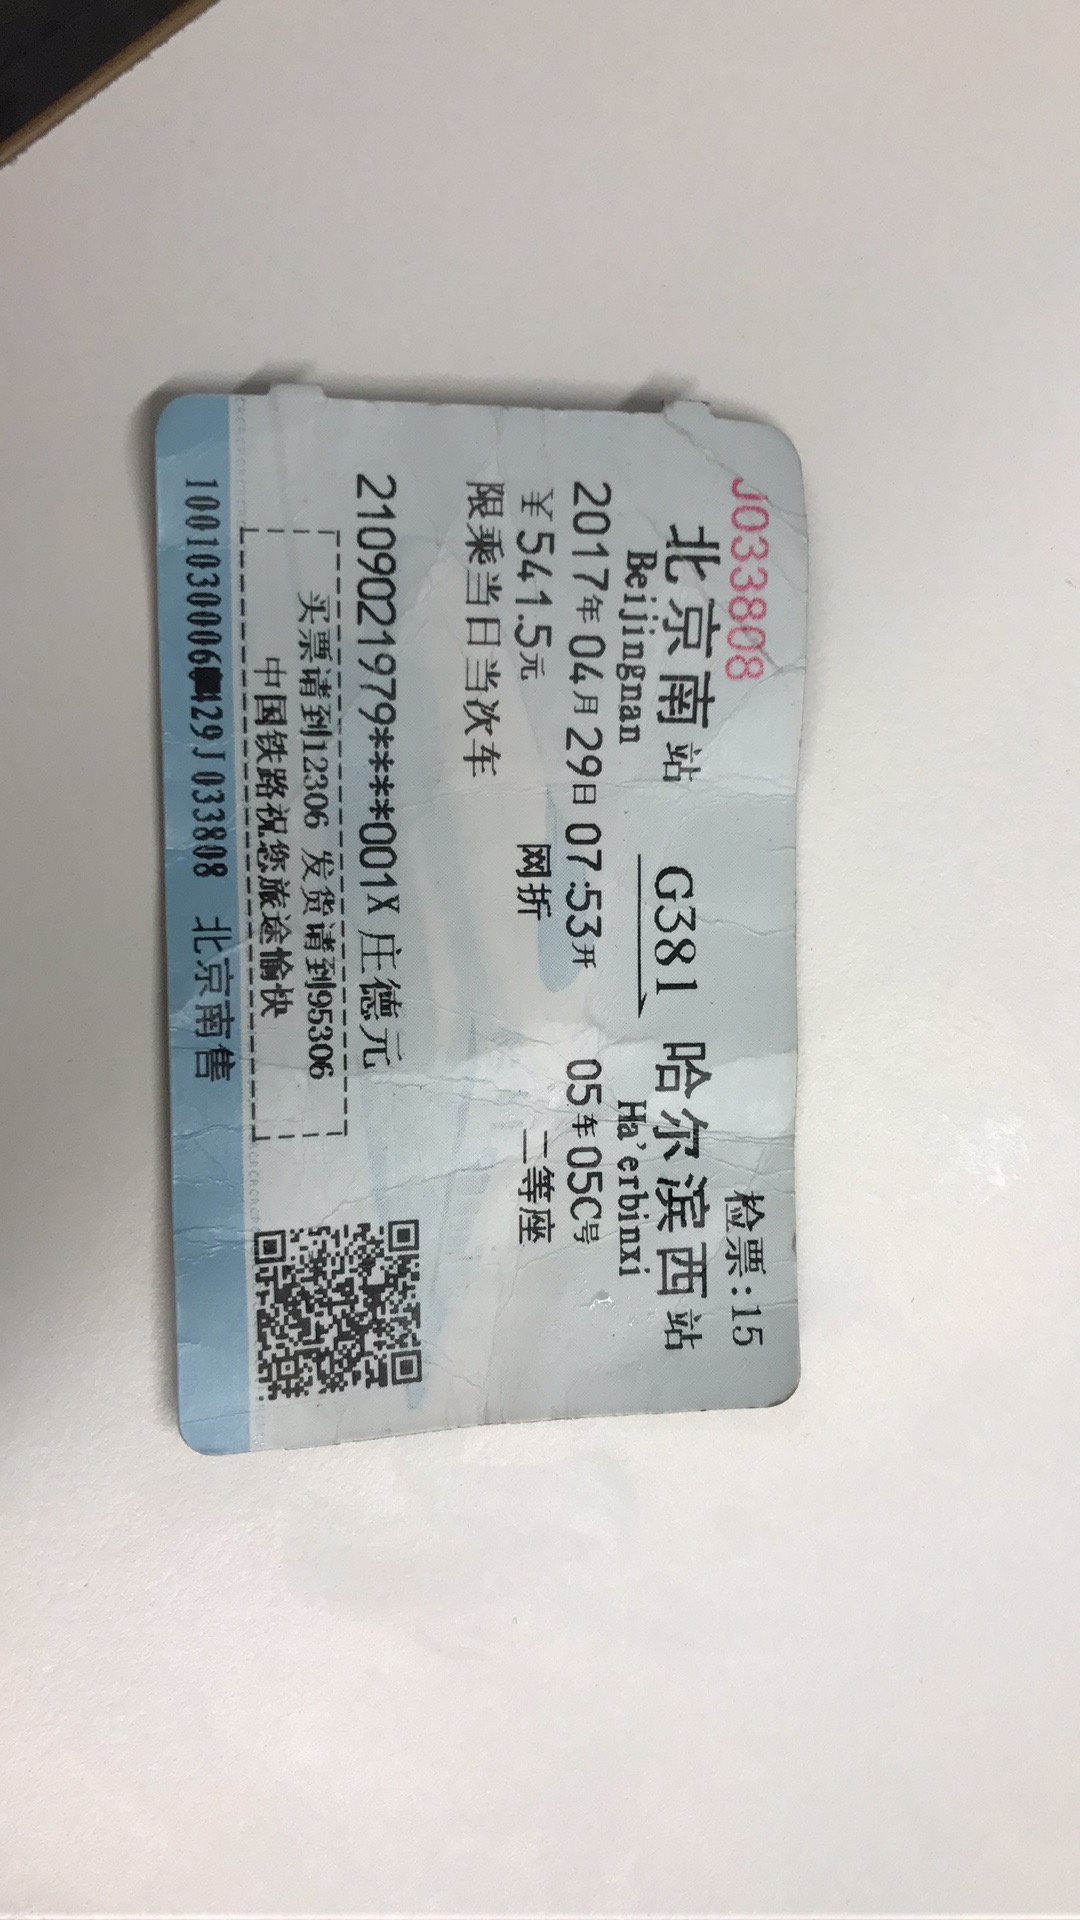 J033808 检票:15
北京南站 G381 哈尔滨西站
Beijingnan Ha'erbinxi
2017年04月29日07:53开 05车05C号
￥541.5元 网折 二等座
限乘当日当次车
2109021979****001X 庄德元
买票请到12306 发货请到95306
中国铁路祝您旅途愉快
J033808 北京南售